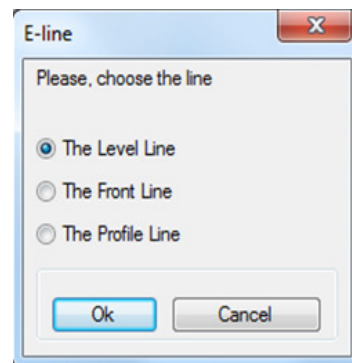 E-line
Please, choose the line
The Level Line
The Front Line
The Profile Line
Ok
Cancel